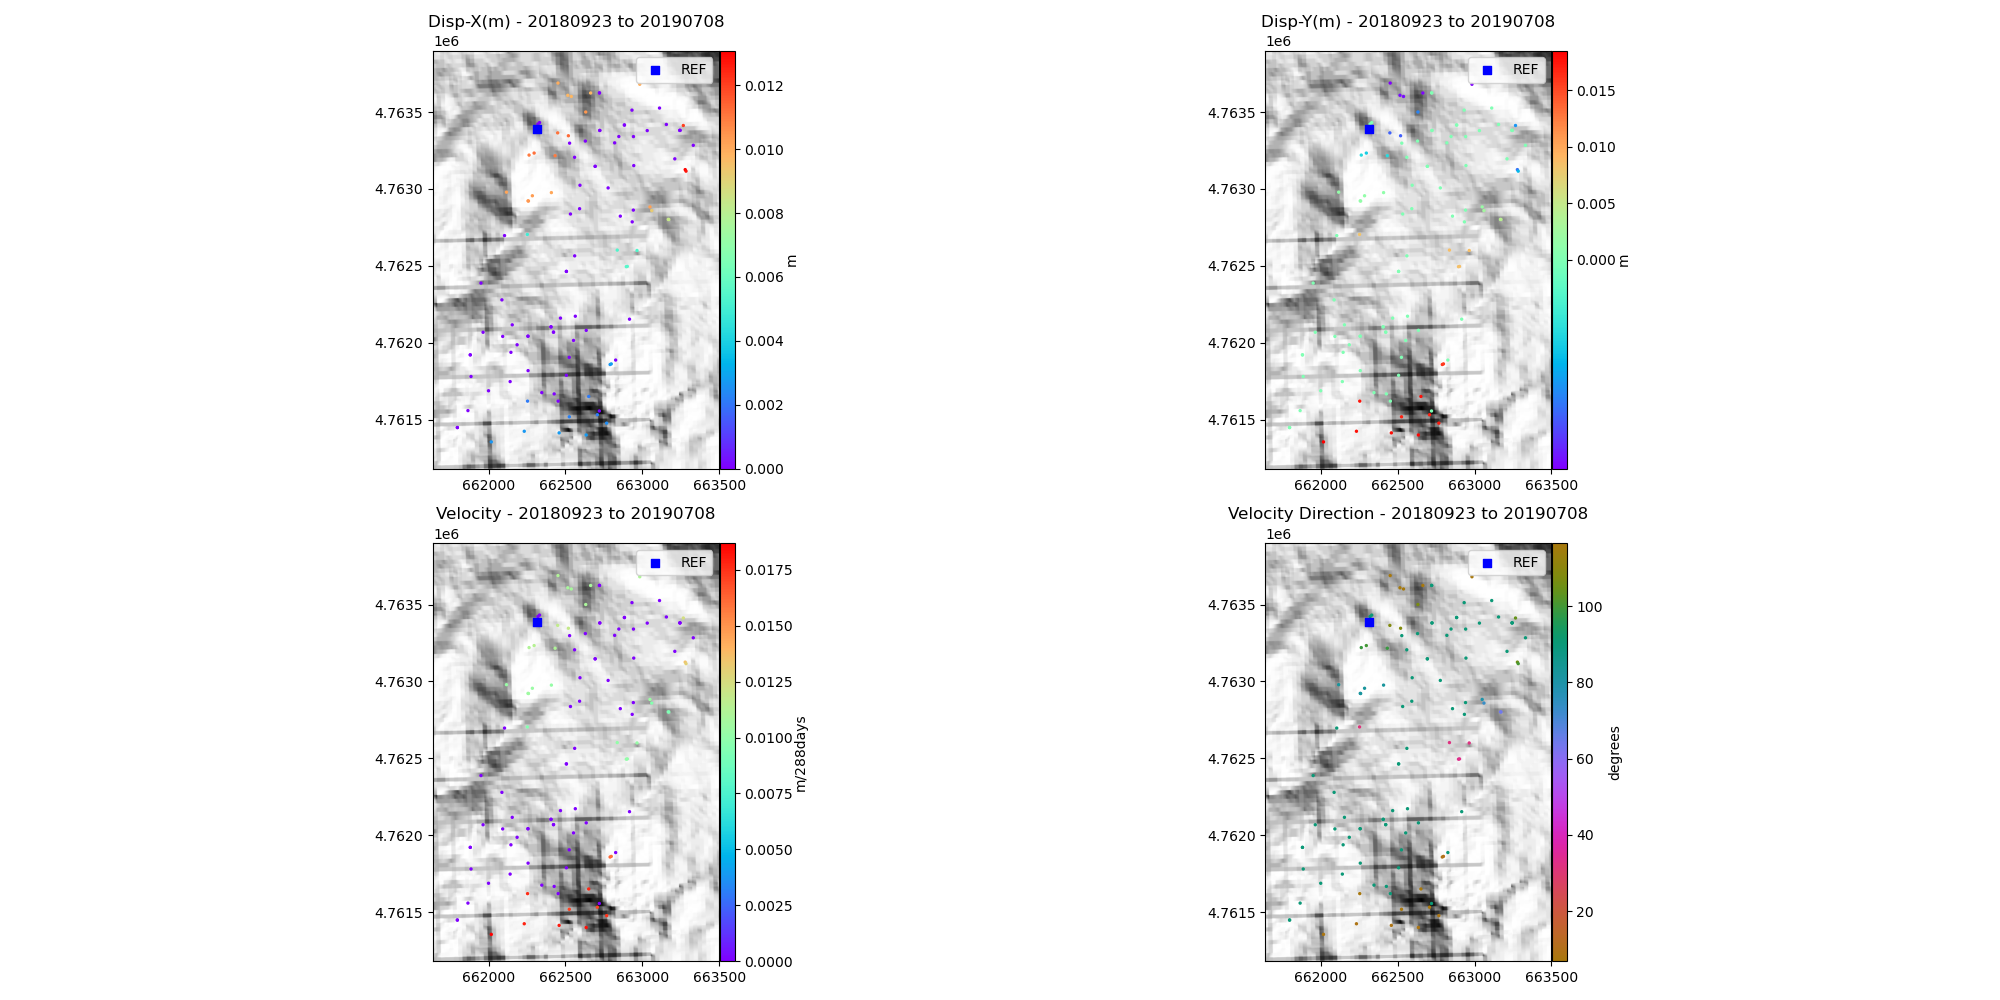 Disp-X(m) - 20180923 to 20190708
1e6
REF
4.7635
4.7630
4.7625
4.7620
4.7615
662000 662500 663000 663500
0.012
0.010
0.008
0.006
0.004
0.002
0.000
m
Disp-Y(m) - 20180923 to 20190708
1e6
REF
4.7635
4.7630
4.7625
4.7620
4.7615
662000 662500 663000 663500
0.015
0.010
0.005
0.000
m
Velocity - 20180923 to 20190708
1e6
REF
4.7635
4.7630
4.7625
4.7620
4.7615
662000 662500 663000 663500
0.0175
0.0150
0.0125
0.0100
0.0075
0.0050
0.0025
0.0000
m/288days
Velocity Direction - 20180923 to 20190708
1e6
REF
4.7635
4.7630
4.7625
4.7620
4.7615
662000 662500 663000 663500
100
80
60
40
20
degrees